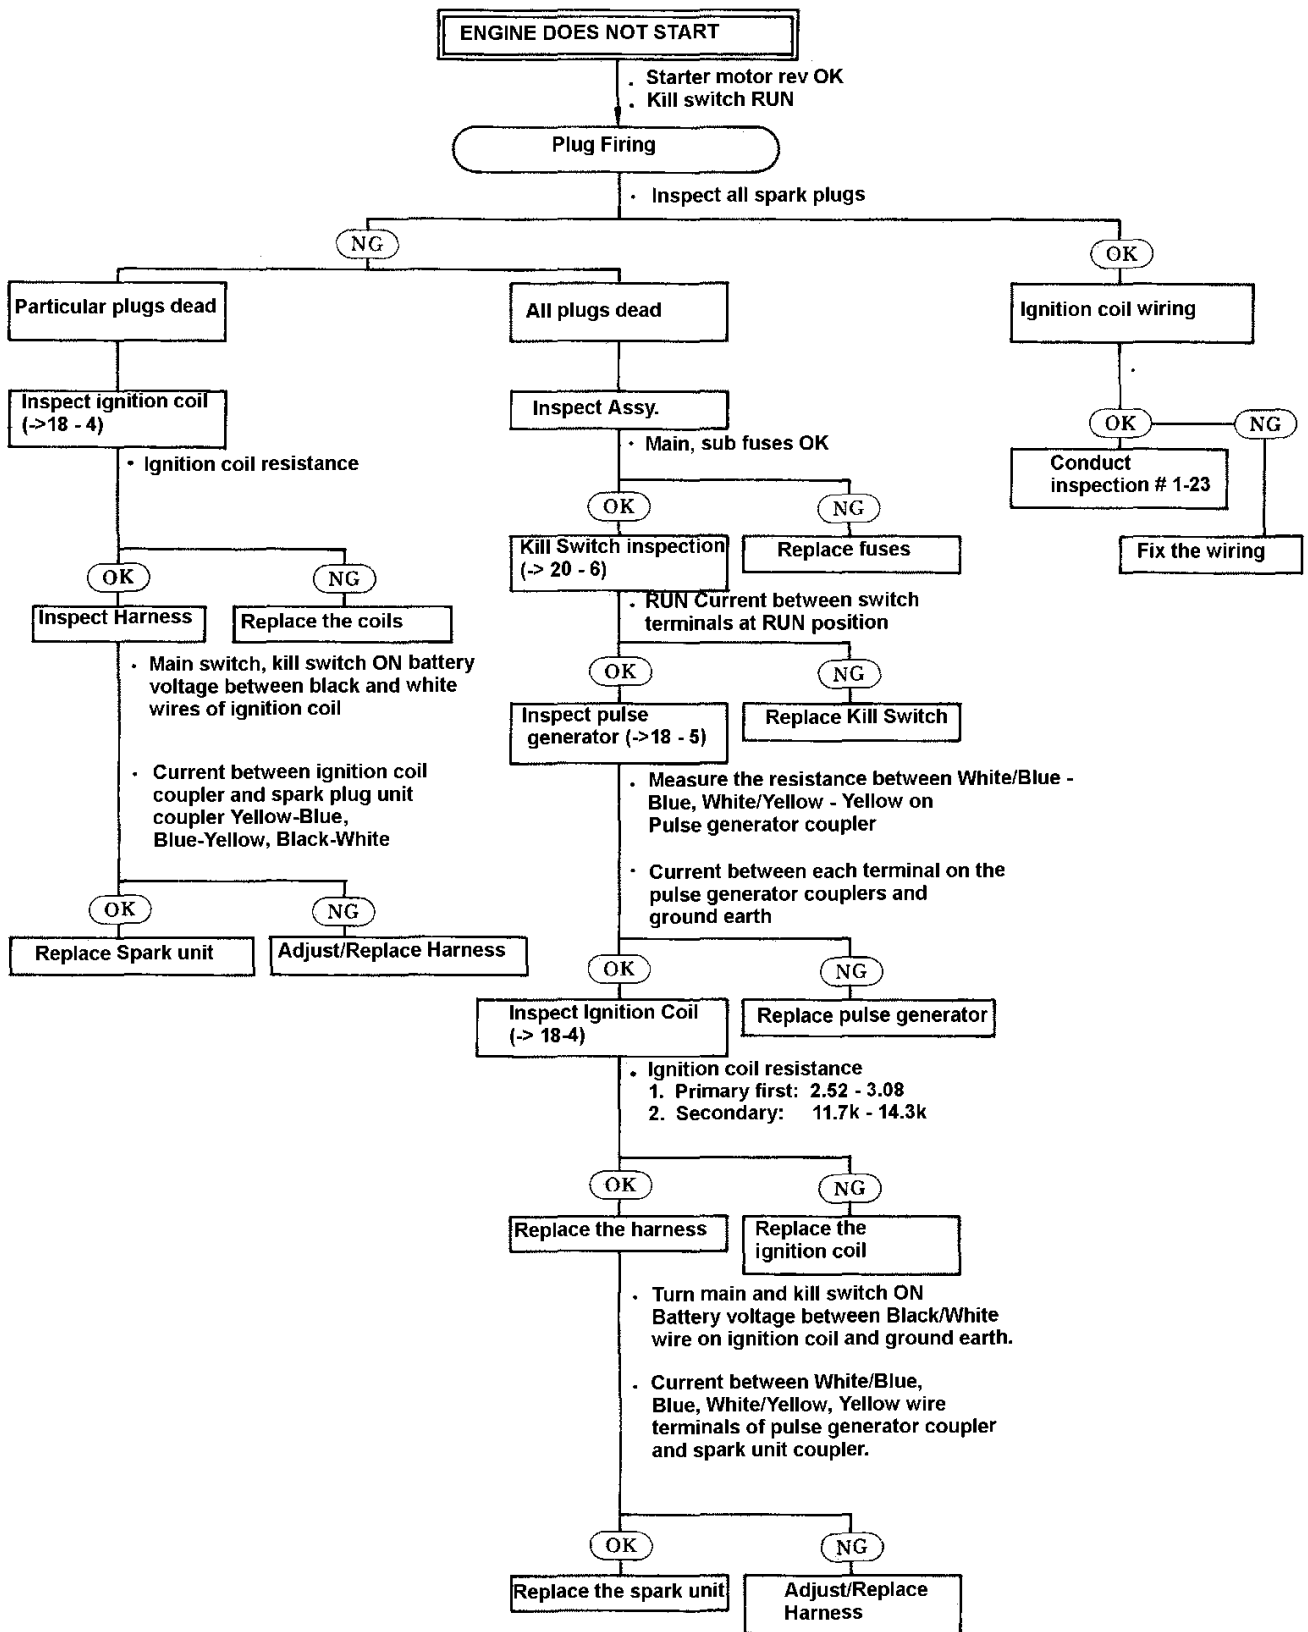 ENGINE DOES NOT START
. Starter motor rev OK
. Kill switch RUN
Plug Firing
· Inspect all spark plugs
NG
OK
Particular plugs dead
Inspect ignition coil
(->18 - 4)
· Ignition coil resistance
OK
NG
Inspect Harness
Replace the coils
· Main switch, kill switch ON battery
voltage between black and white
wires of ignition coil
· Current between ignition coil
coupler and spark plug unit
coupler Yellow-Blue,
Blue-Yellow, Black-White
OK
NG
Replace Spark unit
Adjust/Replace Harness
All plugs dead
Inspect Assy.
· Main, sub fuses OK
OK
NG
Kill Switch inspection
(-> 20 - 6)
Replace fuses
. RUN Current between switch
terminals at RUN position
OK
NG
Inspect pulse
generator (->18 - 5)
Replace Kill Switch
. Measure the resistance between White/Blue -
Blue, White/Yellow - Yellow on
Pulse generator coupler
· Current between each terminal on the
pulse generator couplers and
ground earth
OK
NG
Inspect Ignition Coil
(-> 18-4)
Replace pulse generator
. Ignition coil resistance
1. Primary first: 2.52 - 3.08
2. Secondary: 11.7k - 14.3k
OK
NG
Replace the harness
Replace the
ignition coil
. Turn main and kill switch ON
Battery voltage between Black/White
wire on ignition coil and ground earth.
. Current between White/Blue,
Blue, White/Yellow, Yellow wire
terminals of pulse generator coupler
and spark unit coupler.
OK
NG
Replace the spark unit
Adjust/Replace
Harness
Ignition coil wiring
OK
NG
Conduct
inspection # 1-23
Fix the wiring